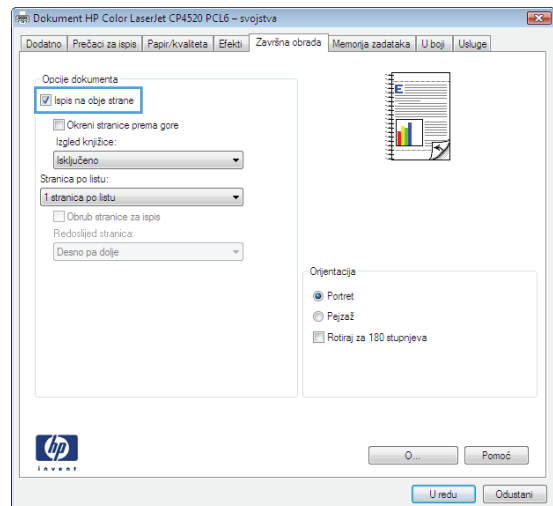 Dokument HP Color LaserJet CP4520 PCL6 – svojstva
Dodatno Prečaci za ispis Papir/kvaliteta Efekti Završna obrada Memorija zadataka U boji Usluge
Opcije dokumenta
Ispis na obje strane
Okreni stranice prema gore
Izgled knjižice:
Isključeno
Stranica po listu:
1 stranica po listu
Obrub stranice za ispis
Redoslijed stranica:
Desno pa dolje
E
Orijentacija
Portret
Pejzaž
Rotiraj za 180 stupnjeva
hp
invent
O... Pomoć
U redu Odustani